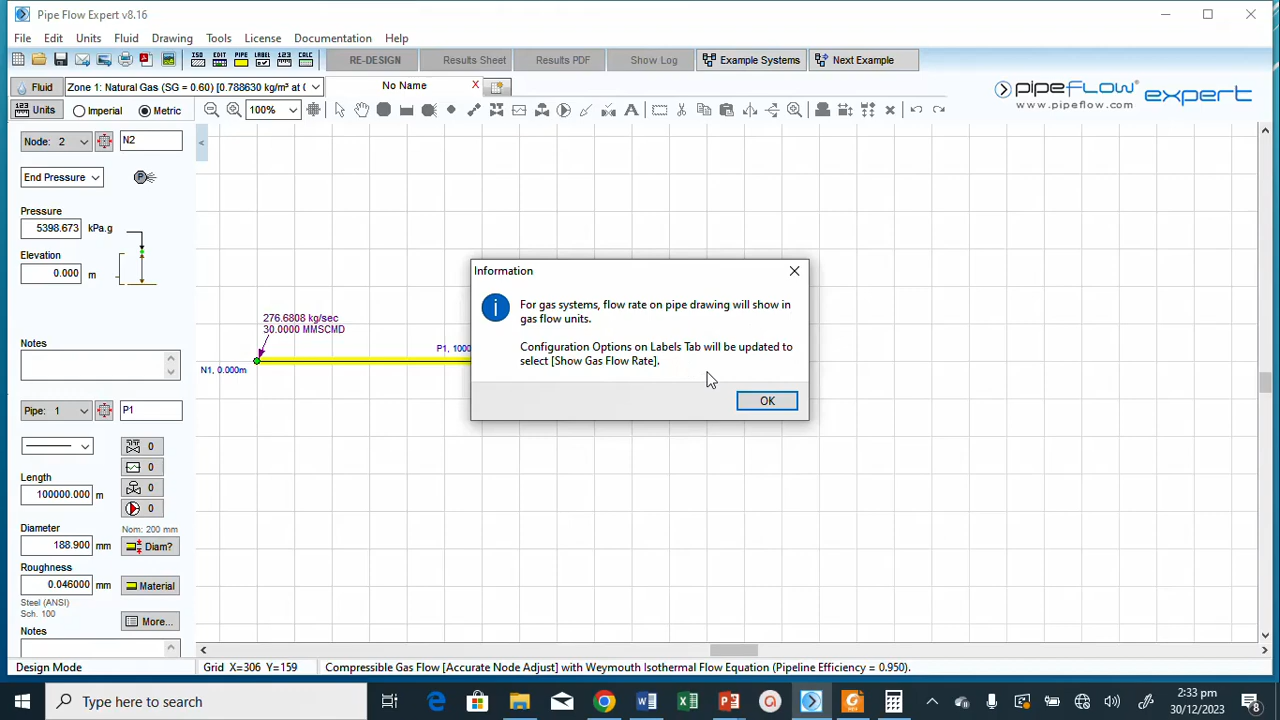 Pipe Flow Expert v8.16
File Edit Units Fluid Drawing Tools License Documentation Help
ISO EDIT PIPE LABEL 123 CALC RE-DESIGN Results Sheet Results PDF Show Log Example Systems Next Example
Fluid Zone 1: Natural Gas (SG = 0.60) [0.788630 kg/m³ at ( No Name X
pipeflow® expert
www.pipeflow.com
123 Units Imperial Metric 100%
Node: 2 N2
End Pressure
Pressure
5398.673 kPa.g
Elevation
0.000 m
Notes
276.6808 kg/sec
30.0000 MMSCMD
P1, 1000
N1, 0.000m
Information
For gas systems, flow rate on pipe drawing will show in
gas flow units.
Configuration Options on Labels Tab will be updated to
select [Show Gas Flow Rate].
OK
Pipe: 1 P1
0
0
Length
100000.000 m
0
0
Diameter
Nom: 200 mm
188.900 mm Diam?
Roughness
0.046000 mm Material
Steel (ANSI)
Sch. 100
More...
Notes
Design Mode Grid X=306 Y=159 Compressible Gas Flow [Accurate Node Adjust] with Weymouth Isothermal Flow Equation (Pipeline Efficiency = 0.950).
Type here to search
2:33 pm
30/12/2023
8